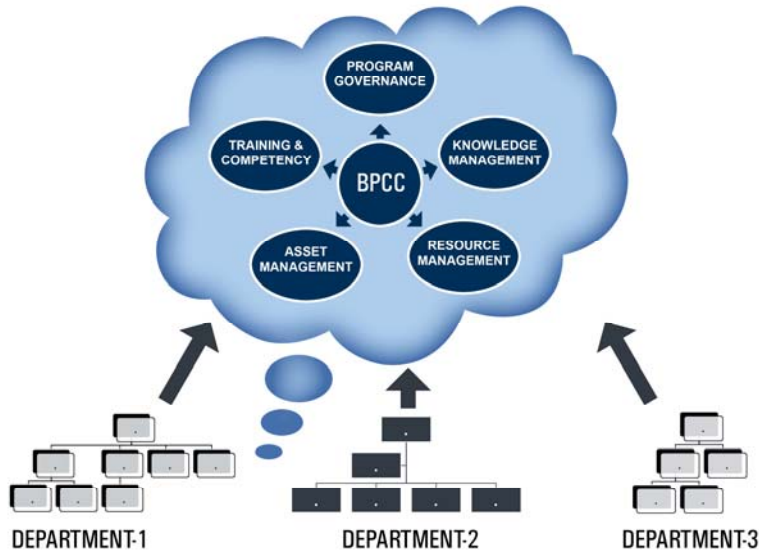 PROGRAM
GOVERNANCE
TRAINING &
COMPETENCY
KNOWLEDGE
MANAGEMENT
BPCC
ASSET
MANAGEMENT
RESOURCE
MANAGEMENT
DEPARTMENT-1
DEPARTMENT-2
DEPARTMENT-3